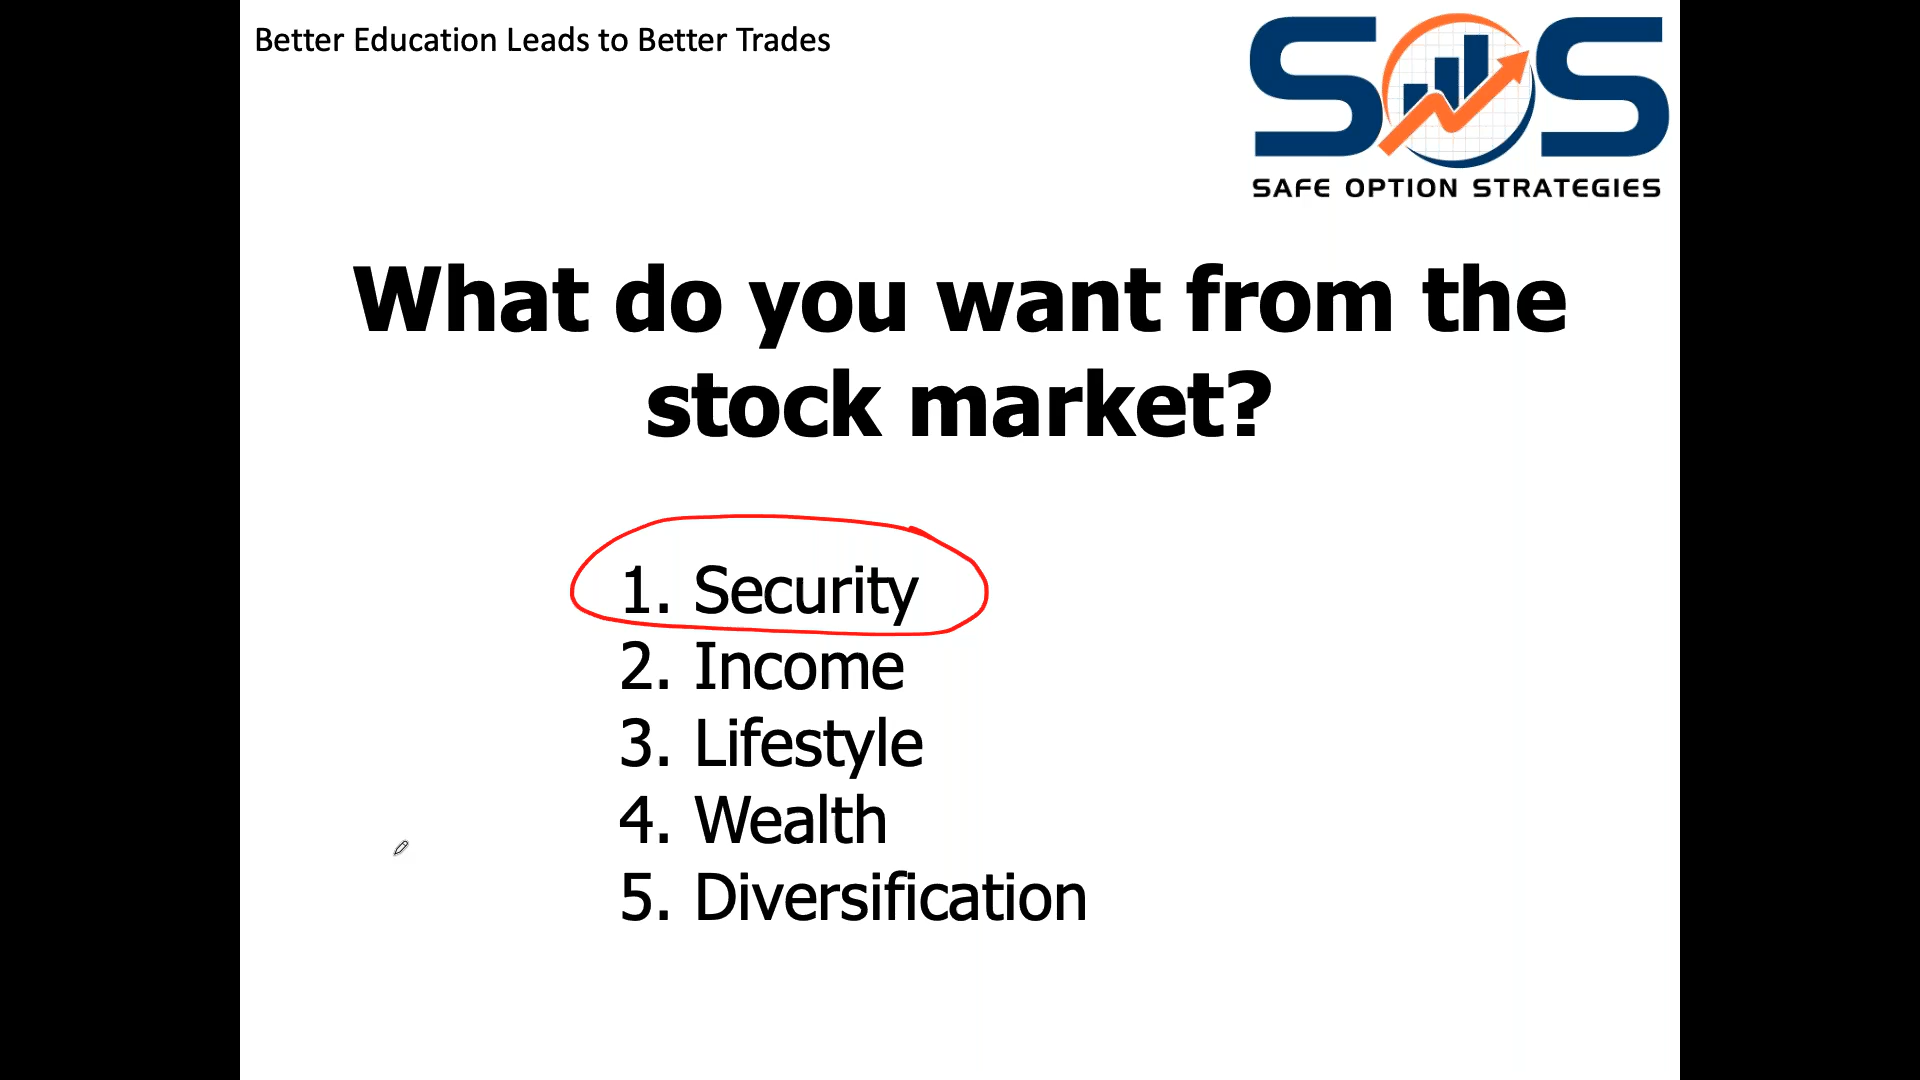 Better Education Leads to Better Trades
SOS
SAFE OPTION STRATEGIES
What do you want from the
stock market?
1. Security
2. Income
3. Lifestyle
4. Wealth
5. Diversification